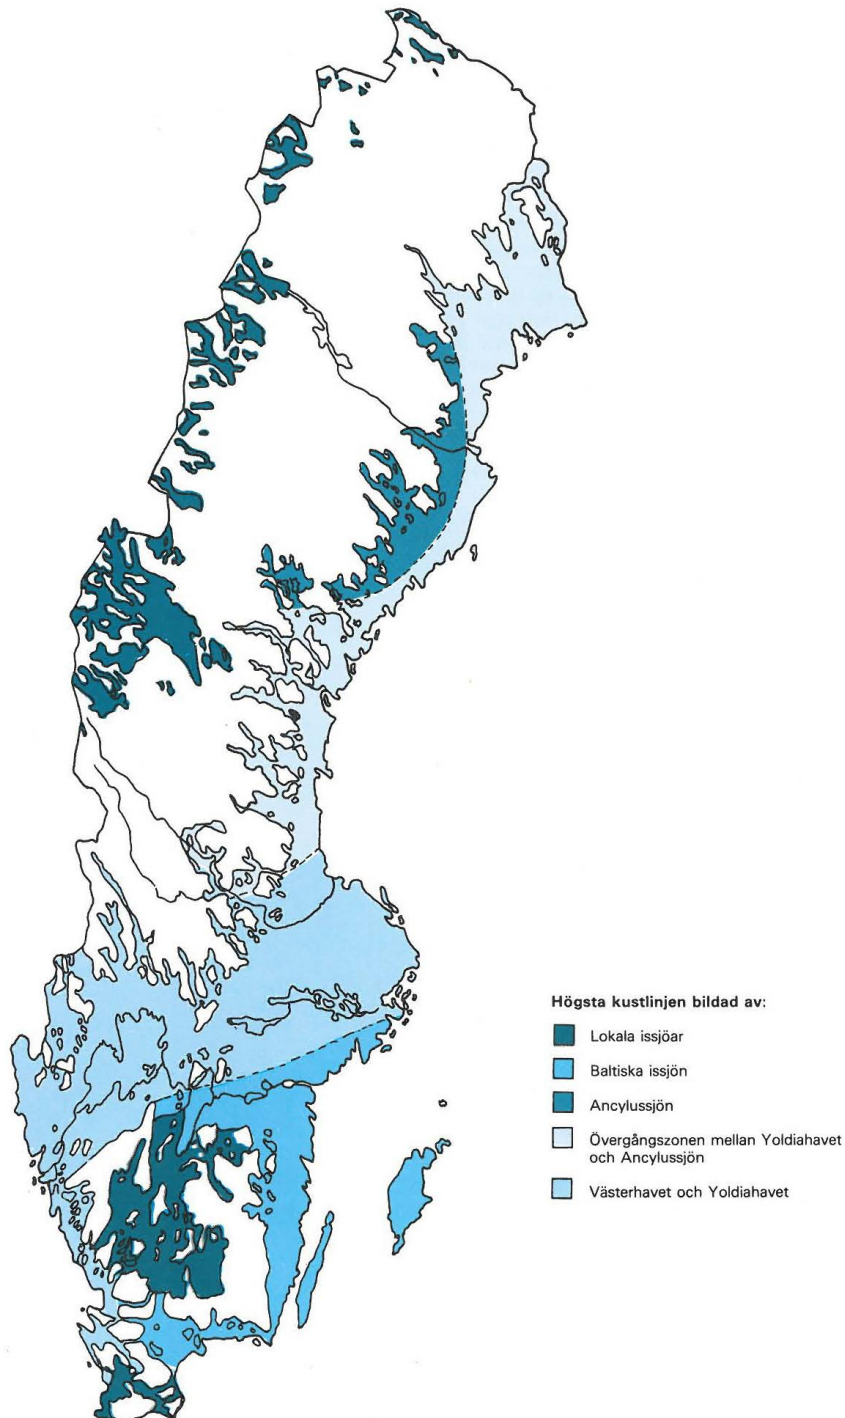 Högsta kustlinjen bildad av:
Lokala issjöar
Baltiska issjön
Ancylussjön
Övergångszonen mellan Yoldiahavet
och Ancylussjön
Västerhavet och Yoldiahavet